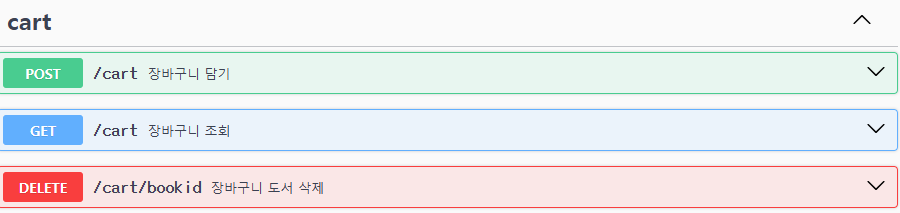 cart
POST /cart 장바구니 담기
GET /cart 장바구니 조회
DELETE /cart/bookid 장바구니 도서 삭제